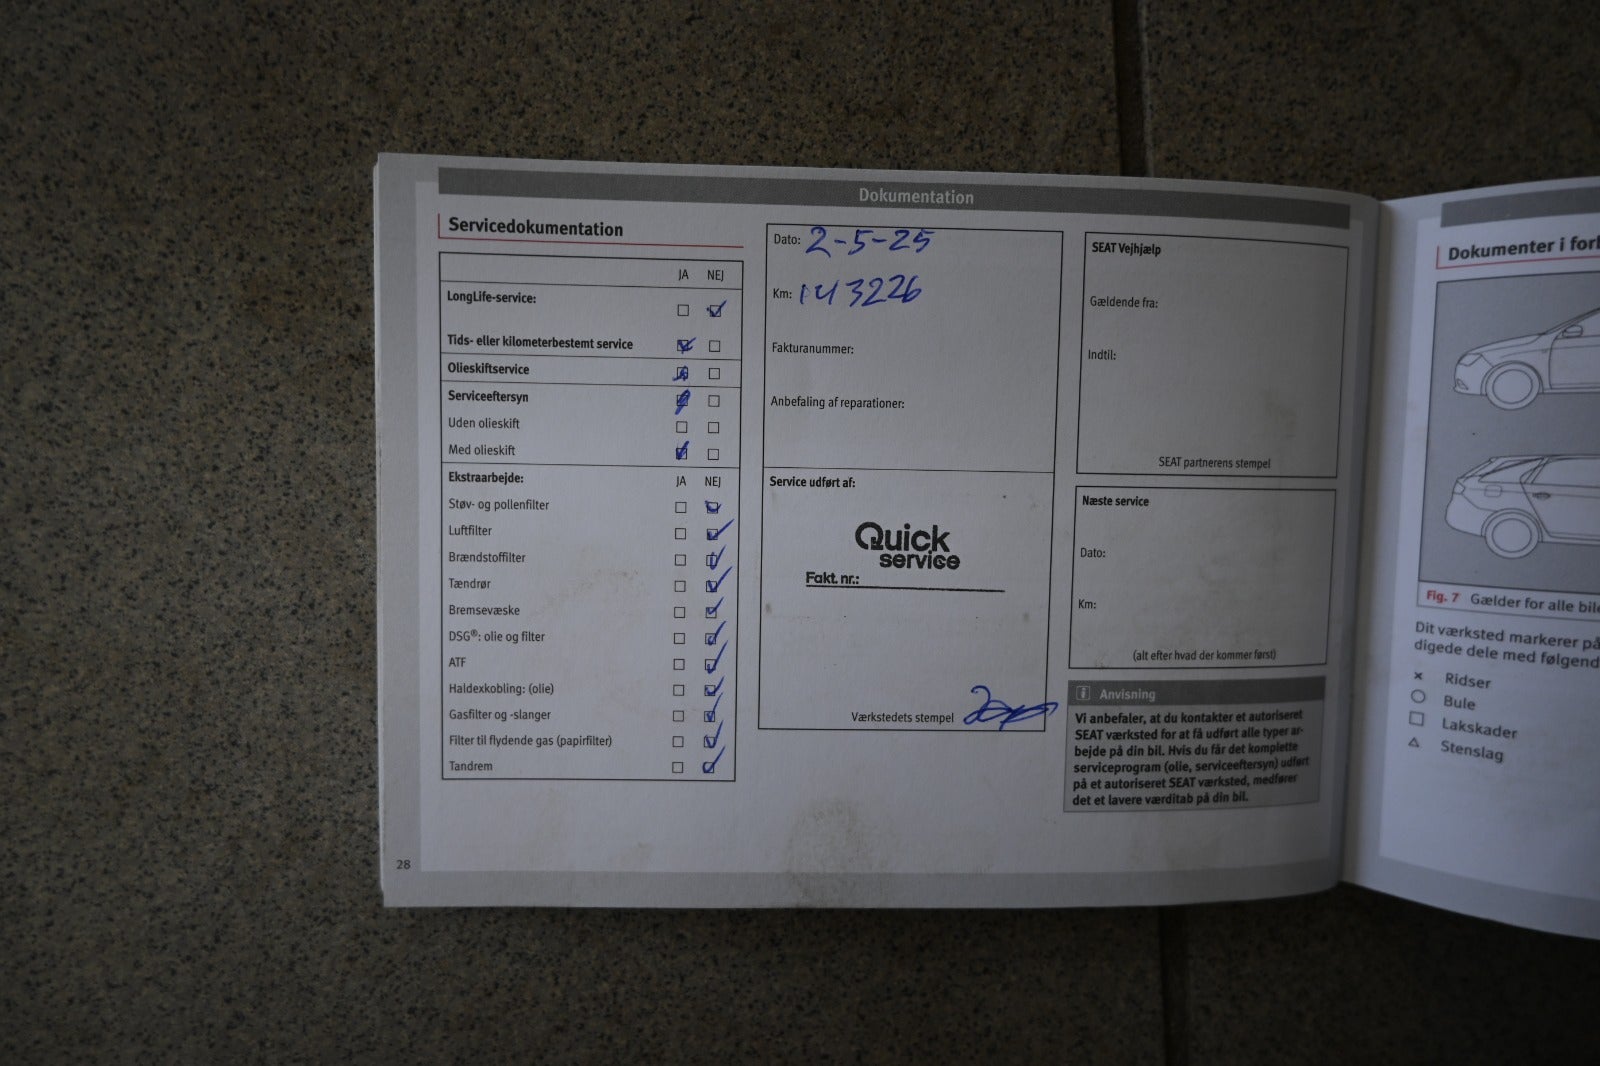 Dokumentation
Servicedokumentation
JA NEJ
LongLife-service:
Tids- eller kilometerbestemt service
Olieskiftservice
Serviceeftersyn
Uden olieskift
Med olieskift
Ekstraarbejde: JA NEJ
Støv- og pollenfilter
Luftfilter
Brændstoffilter
Tændrør
Bremsevæske
DSG®: olie og filter
ATF
Haldexkobling: (olie)
Gasfilter og -slanger
Filter til flydende gas (papirfilter)
Tandrem
28
Dato: 2-5-25
Km: 143226
Fakturanummer:
Anbefaling af reparationer:
Service udført af:
Quick
service
Fakt. nr.:
Værkstedets stempel
SEAT Vejhjælp
Gældende fra:
Indtil:
SEAT partnerens stempel
Næste service
Dato:
Km:
(alt efter hvad der kommer først)
i Anvisning
Vi anbefaler, at du kontakter et autoriseret
SEAT værksted for at få udført alle typer ar-
bejde på din bil. Hvis du får det komplette
serviceprogram (olie, serviceeftersyn) udført
på et autoriseret SEAT værksted, medfører
det et lavere værditab på din bil.
Dokumenter i for
Fig. 7 Gælder for alle bile
Dit værksted markerer på
digede dele med følgend
Ridser
Bule
Lakskader
Stenslag